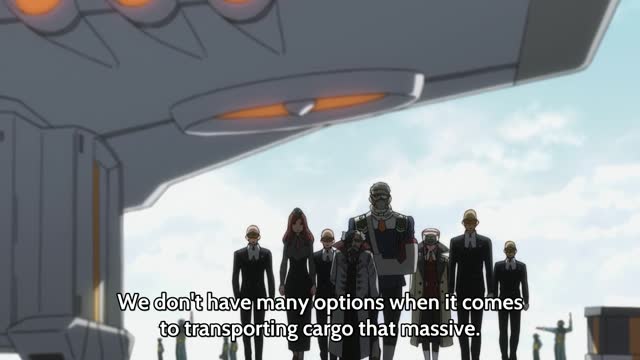 We don't have many options when it comes
to transporting cargo that massive.